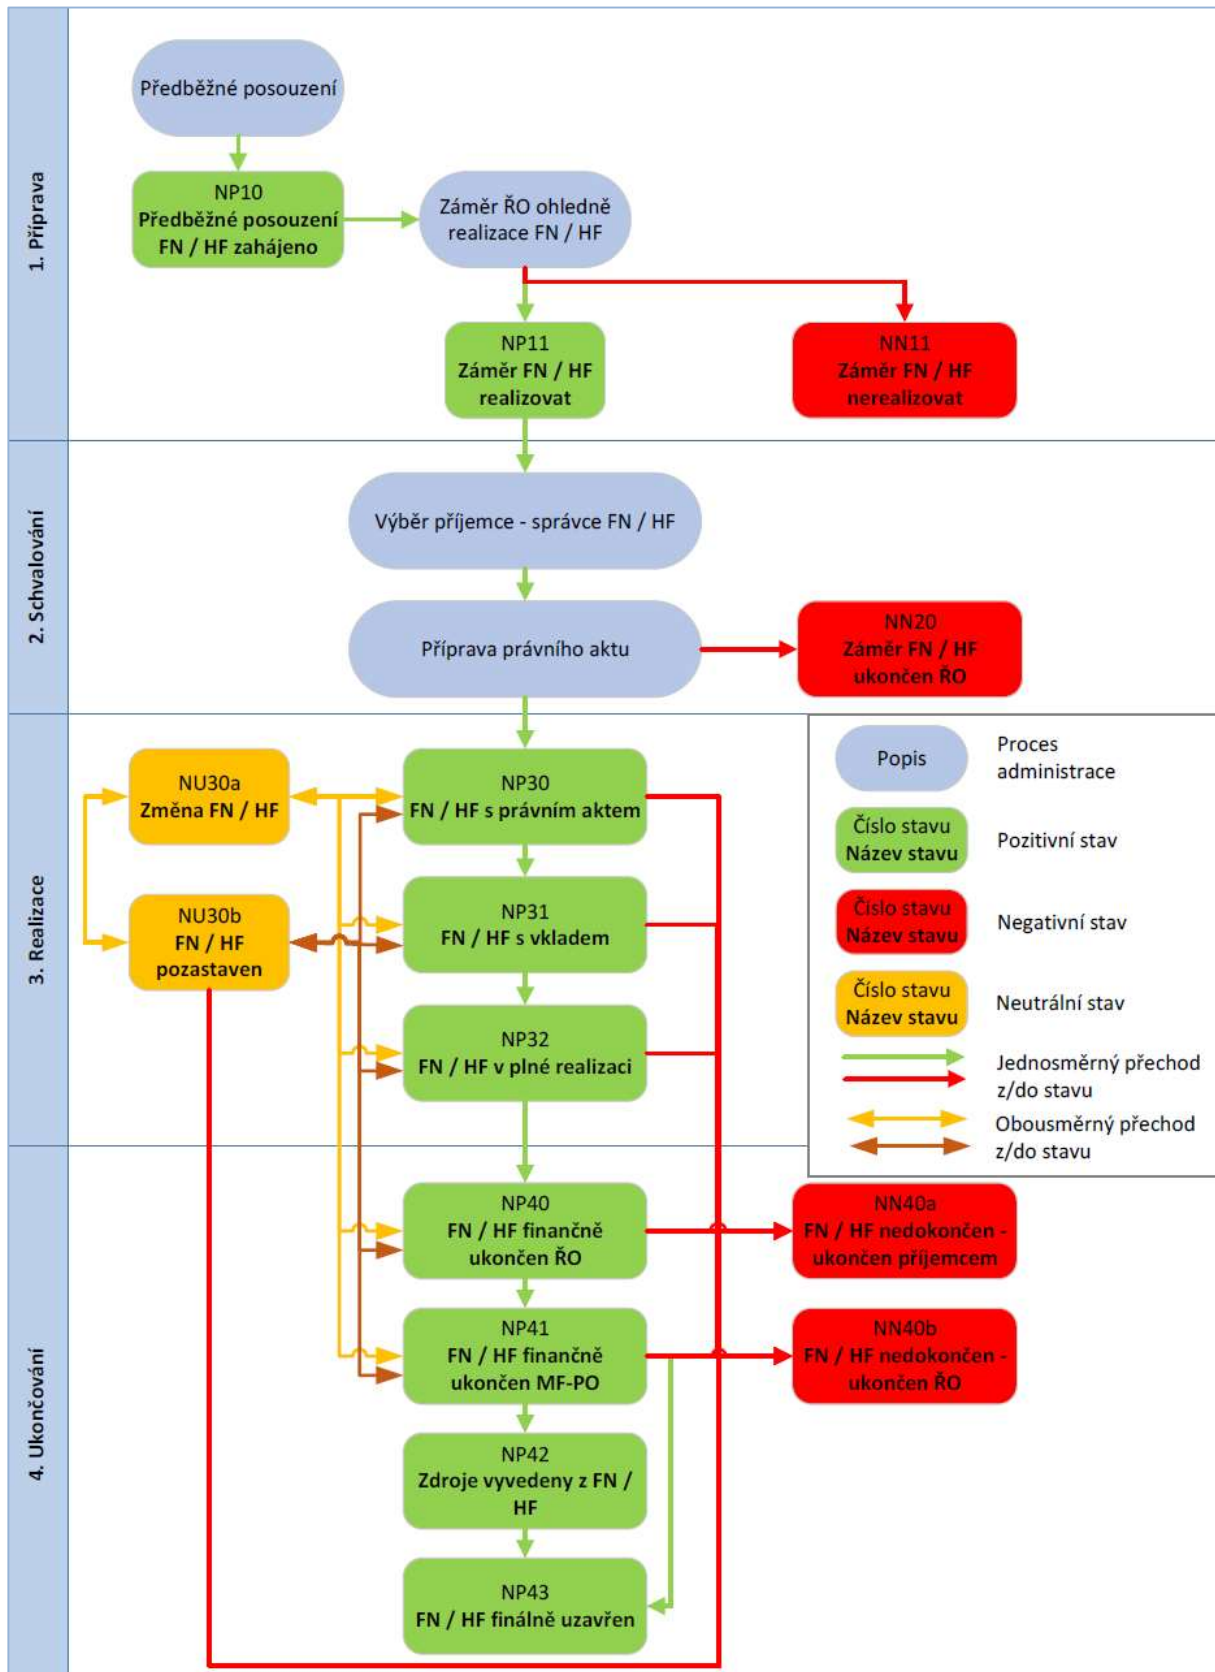 1. Příprava
Předběžné posouzení
NP10
Předběžné posouzení
FN / HF zahájeno
Záměr ŘO ohledně
realizace FN / HF
NP11
Záměr FN / HF
realizovat
NN11
Záměr FN / HF
nerealizovat
2. Schvalování
Výběr příjemce - správce FN / HF
Příprava právního aktu
NN20
Záměr FN / HF
ukončen ŘO
3. Realizace
NU30a
Změna FN / HF
NP30
FN / HF s právním aktem
NU30b
FN / HF
pozastaven
NP31
FN / HF s vkladem
NP32
FN / HF v plné realizaci
Popis
Proces
administrace
Číslo stavu
Název stavu
Pozitivní stav
Číslo stavu
Název stavu
Negativní stav
Číslo stavu
Název stavu
Neutrální stav
Jednosměrný přechod
z/do stavu
Obousměrný přechod
z/do stavu
4. Ukončování
NP40
FN / HF finančně
ukončen ŘO
NN40a
FN / HF nedokončen -
ukončen příjemcem
NP41
FN / HF finančně
ukončen MF-PO
NN40b
FN / HF nedokončen -
ukončen ŘO
NP42
Zdroje vyvedeny z FN /
HF
NP43
FN / HF finálně uzavřen